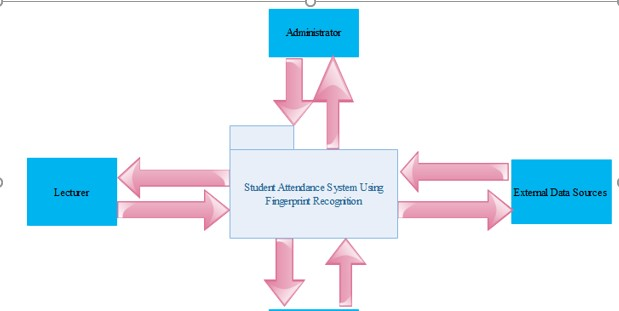 Administrator
Lecturer
Student Attendance System Using
Fingerprint Recognition
External Data Sources